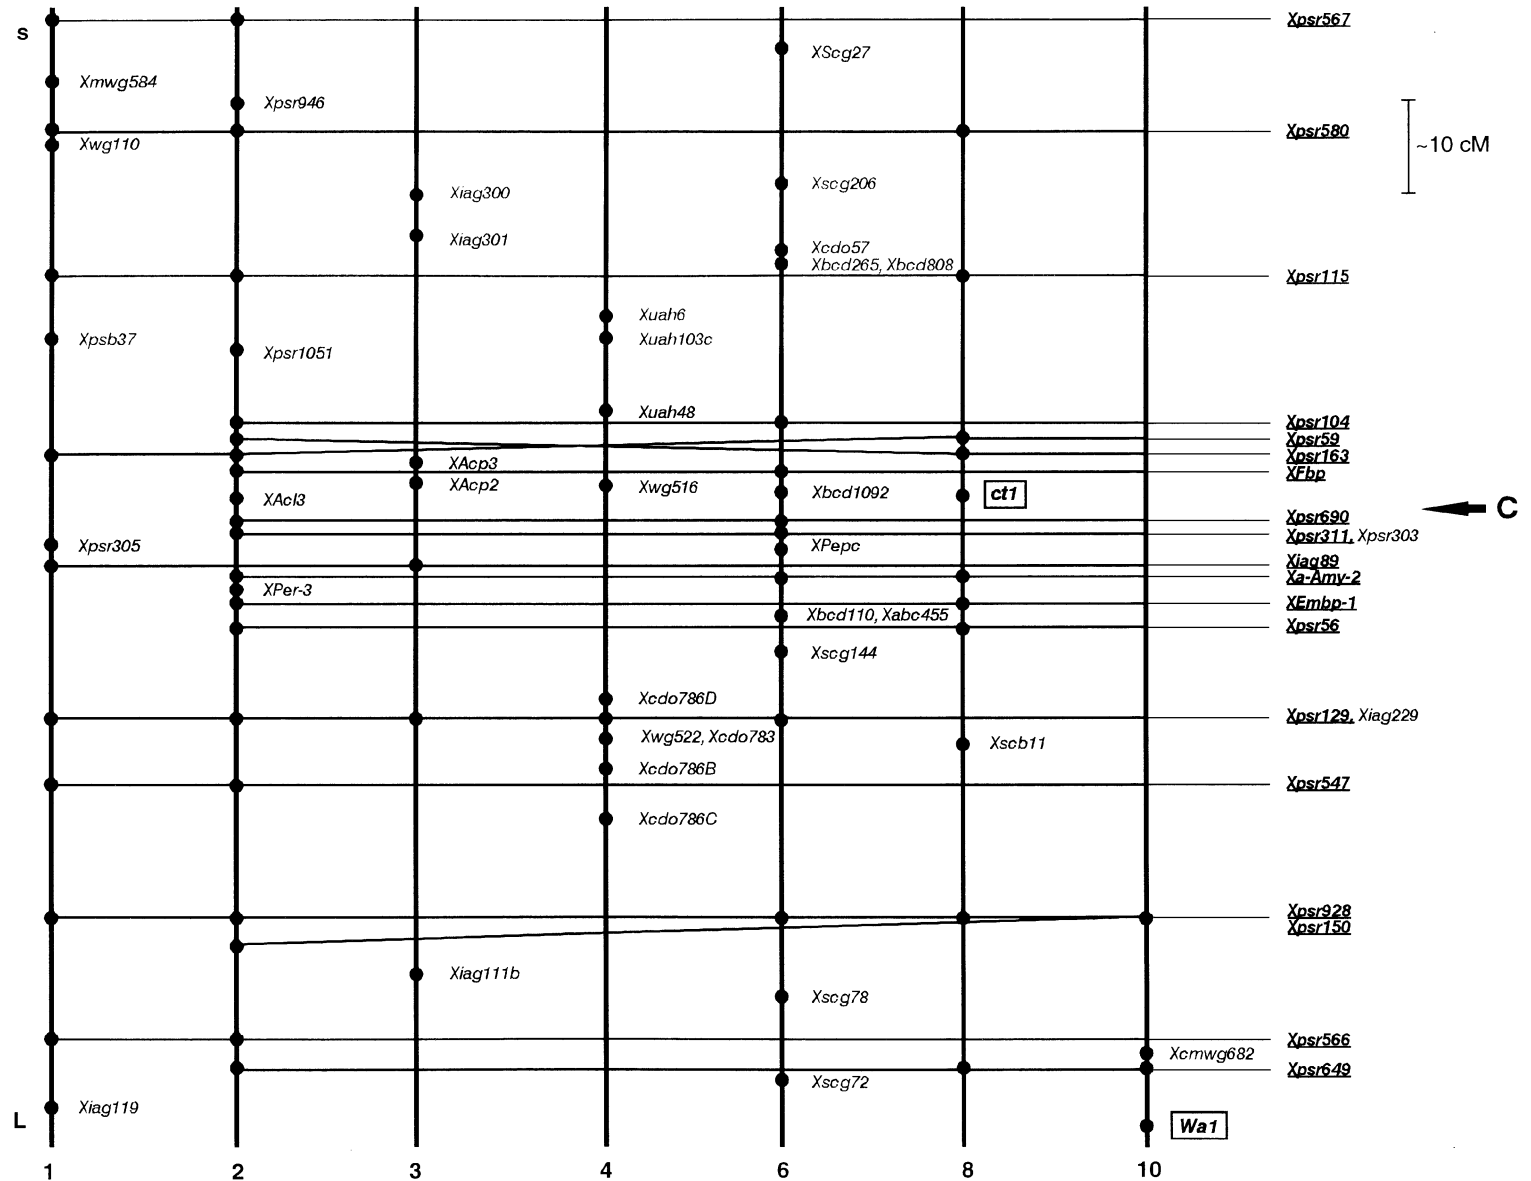 S
Xpsr567
XScg27
Xmwg584
Xpsr946
Xpsr580
Xwg110
~10 cM
Xscg206
Xiag300
Xiag301
Xcdo57
Xbcd265, Xbcd808
Xpsr115
Xuah6
Xpsb37
Xuah103c
Xpsr1051
Xuah48
Xpsr104
Xpsr59
Xpsr163
XAcp3
XFbp
XAcp2
Xwg516
Xbcd1092
ct1
XAcl3
C
Xpsr690
Xpsr311, Xpsr303
Xpsr305
XPepc
Xiag89
Xa-Amy-2
XPer-3
XEmbp-1
Xbcd110, Xabc455
Xpsr56
Xscg144
Xcdo786D
Xpsr129, Xiag229
Xwg522, Xcdo783
Xscb11
Xcdo786B
Xpsr547
Xcdo786C
Xpsr928
Xpsr150
Xiag111b
Xscg78
Xpsr566
Xcmwg682
Xpsr649
Xscg72
Xiag119
L
Wa1
1 2 3 4 6 8 10